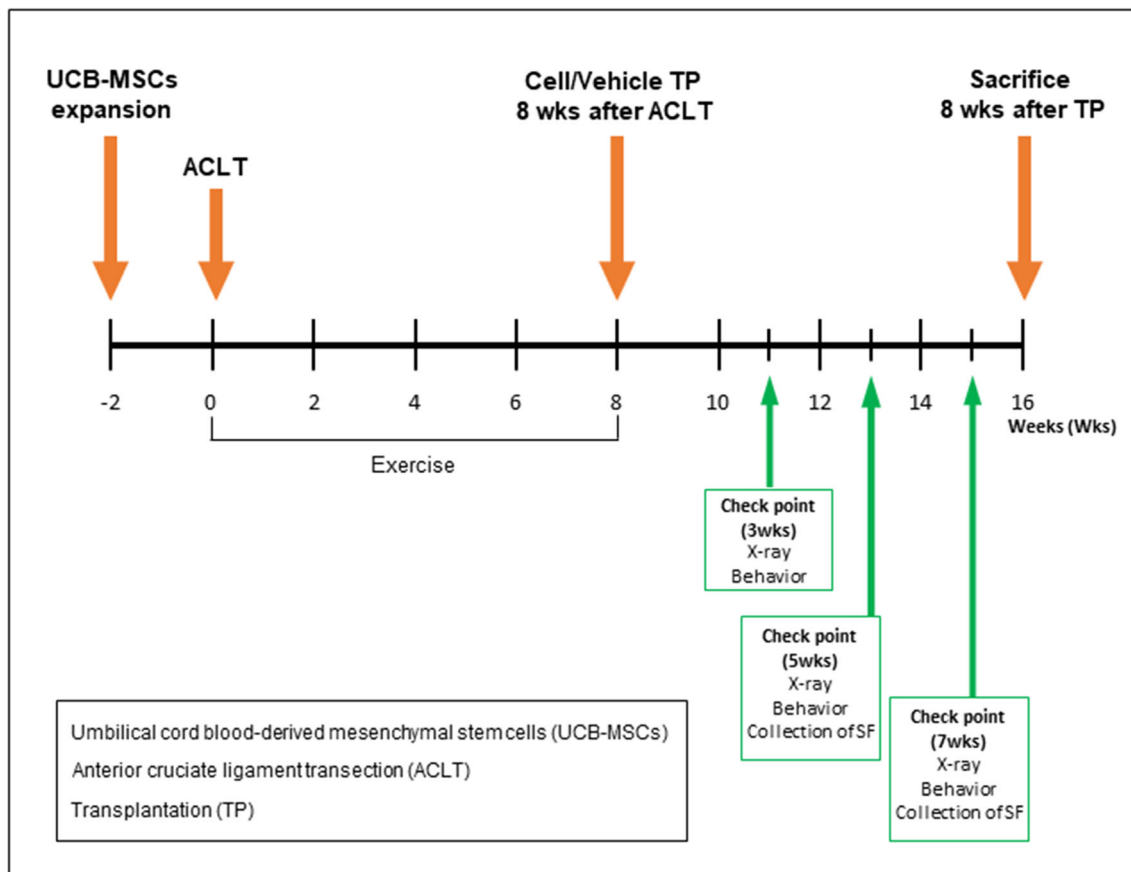 UCB-MSCs
expansion
ACLT
Cell/Vehicle TP
8 wks after ACLT
Sacrifice
8 wks after TP
-2
0
2
4
6
8
10
12
14
16
Weeks (Wks)
Exercise
Check point
(3wks)
X-ray
Behavior
Check point
(5wks)
X-ray
Behavior
Collection of SF
Check point
(7wks)
X-ray
Behavior
Collection of SF
Umbilical cord blood-derived mesenchymal stem cells (UCB-MSCs)
Anterior cruciate ligament transection (ACLT)
Transplantation (TP)